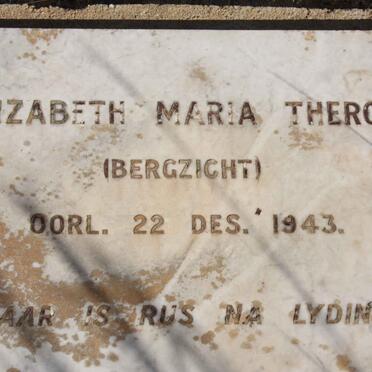 IZABETH MARIA THERO
(BERGZICHT)
OORL. 22 DES. 1943.
AAR IS RUS NA LYDIN